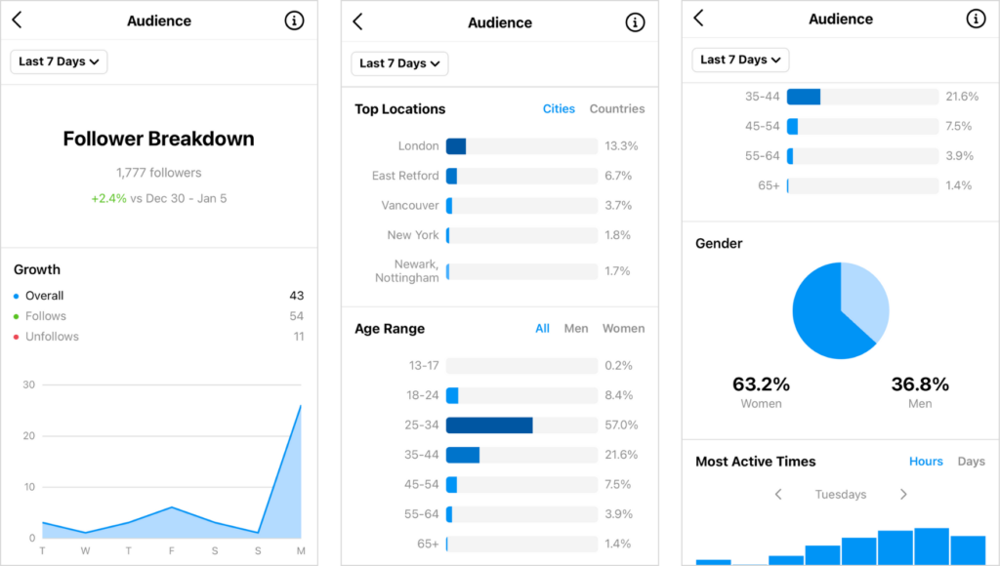 Audience
Last 7 Days
Follower Breakdown
1,777 followers
+2.4% vs Dec 30 - Jan 5
Growth
Overall 43
Follows 54
Unfollows 11
30
20
10
0
T W T F S S M
Audience
Last 7 Days
Top Locations Cities Countries
London 13.3%
East Retford 6.7%
Vancouver 3.7%
New York 1.8%
Newark,
Nottingham 1.7%
Age Range All Men Women
13-17 0.2%
18-24 8.4%
25-34 57.0%
35-44 21.6%
45-54 7.5%
55-64 3.9%
65+ 1.4%
Audience
Last 7 Days
35-44 21.6%
45-54 7.5%
55-64 3.9%
65+ 1.4%
Gender
63.2% 36.8%
Women Men
Most Active Times Hours Days
Tuesdays